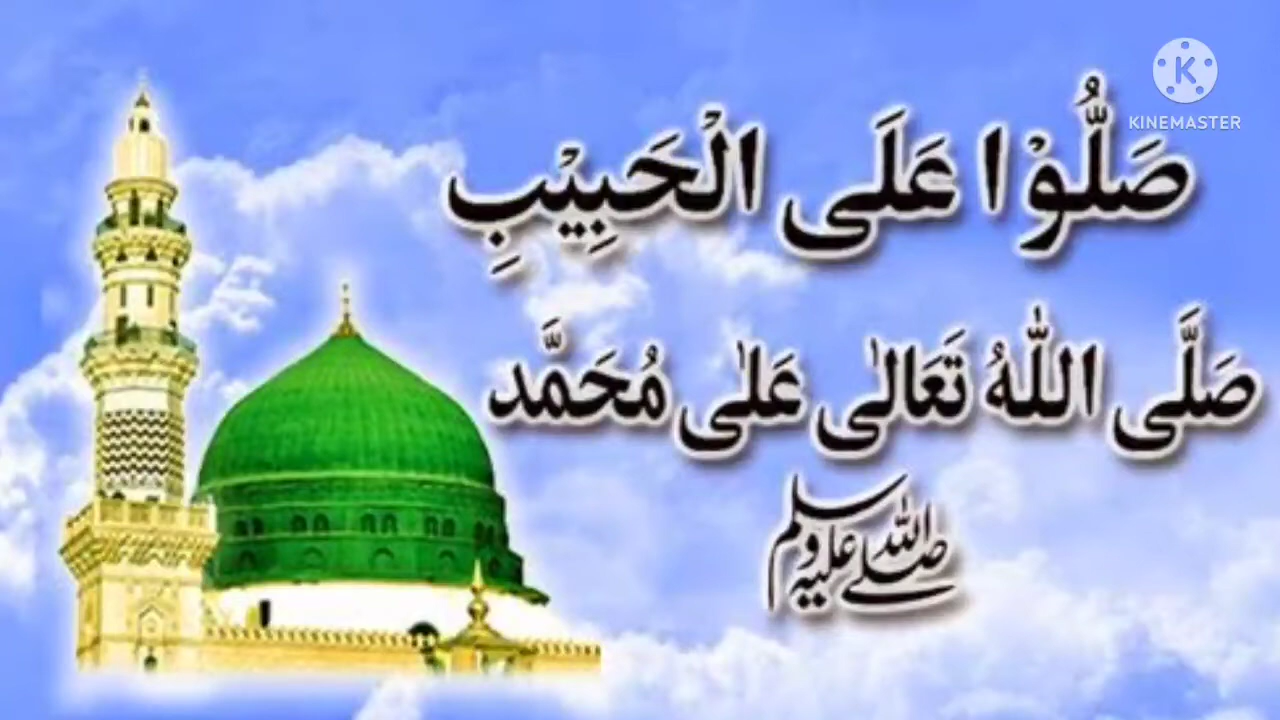 KINEMASTER
صَلُّوْا عَلَى الْحَبِيْبِ
صَلَّى اللّٰهُ تَعَالٰى عَلٰى مُحَمَّد
صلى الله عليه وسلم